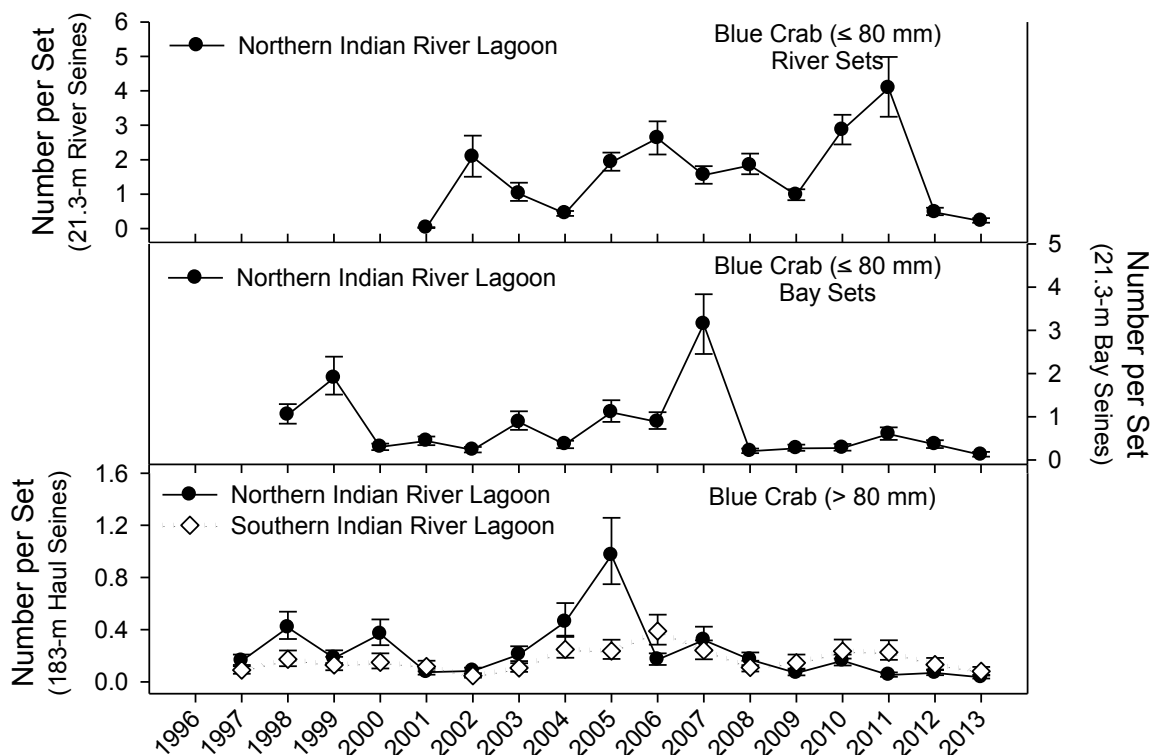 Number per Set
(21.3-m River Seines)
6
5
4
3
2
1
0
Northern Indian River Lagoon
Blue Crab (≤ 80 mm)
River Sets
Northern Indian River Lagoon
Blue Crab (≤ 80 mm)
Bay Sets
5
4
3
2
1
0
Number per Set
(21.3-m Bay Seines)
Number per Set
(183-m Haul Seines)
1.6
1.2
0.8
0.4
0.0
Northern Indian River Lagoon
Southern Indian River Lagoon
Blue Crab (> 80 mm)
1996 1997 1998 1999 2000 2001 2002 2003 2004 2005 2006 2007 2008 2009 2010 2011 2012 2013